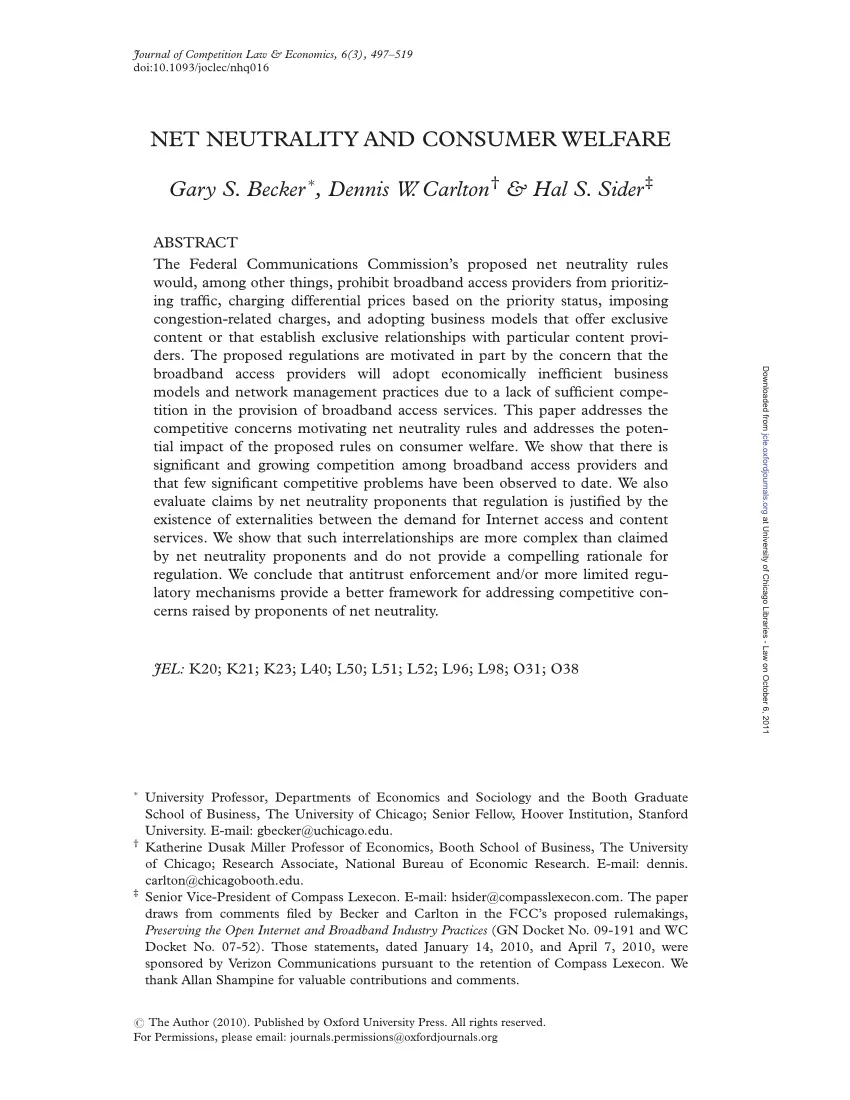 Journal of Competition Law & Economics, 6(3), 497–519
doi:10.1093/joclec/nhq016
NET NEUTRALITY AND CONSUMER WELFARE
Gary S. Becker*, Dennis W. Carlton† & Hal S. Sider‡
ABSTRACT
The Federal Communications Commission's proposed net neutrality rules
would, among other things, prohibit broadband access providers from prioritiz-
ing traffic, charging differential prices based on the priority status, imposing
congestion-related charges, and adopting business models that offer exclusive
content or that establish exclusive relationships with particular content provi-
ders. The proposed regulations are motivated in part by the concern that the
broadband access providers will adopt economically inefficient business
models and network management practices due to a lack of sufficient compe-
tition in the provision of broadband access services. This paper addresses the
competitive concerns motivating net neutrality rules and addresses the poten-
tial impact of the proposed rules on consumer welfare. We show that there is
significant and growing competition among broadband access providers and
that few significant competitive problems have been observed to date. We also
evaluate claims by net neutrality proponents that regulation is justified by the
existence of externalities between the demand for Internet access and content
services. We show that such interrelationships are more complex than claimed
by net neutrality proponents and do not provide a compelling rationale for
regulation. We conclude that antitrust enforcement and/or more limited regu-
latory mechanisms provide a better framework for addressing competitive con-
cerns raised by proponents of net neutrality.
JEL: K20; K21; K23; L40; L50; L51; L52; L96; L98; O31; O38
* University Professor, Departments of Economics and Sociology and the Booth Graduate
School of Business, The University of Chicago; Senior Fellow, Hoover Institution, Stanford
University. E-mail: gbecker@uchicago.edu.
† Katherine Dusak Miller Professor of Economics, Booth School of Business, The University
of Chicago; Research Associate, National Bureau of Economic Research. E-mail: dennis.
carlton@chicagobooth.edu.
‡ Senior Vice-President of Compass Lexecon. E-mail: hsider@compasslexecon.com. The paper
draws from comments filed by Becker and Carlton in the FCC's proposed rulemakings,
Preserving the Open Internet and Broadband Industry Practices (GN Docket No. 09-191 and WC
Docket No. 07-52). Those statements, dated January 14, 2010, and April 7, 2010, were
sponsored by Verizon Communications pursuant to the retention of Compass Lexecon. We
thank Allan Shampine for valuable contributions and comments.
© The Author (2010). Published by Oxford University Press. All rights reserved.
For Permissions, please email: journals.permissions@oxfordjournals.org
Downloaded from jcle.oxfordjournals.org at University of Chicago Libraries - Law on October 6, 2011